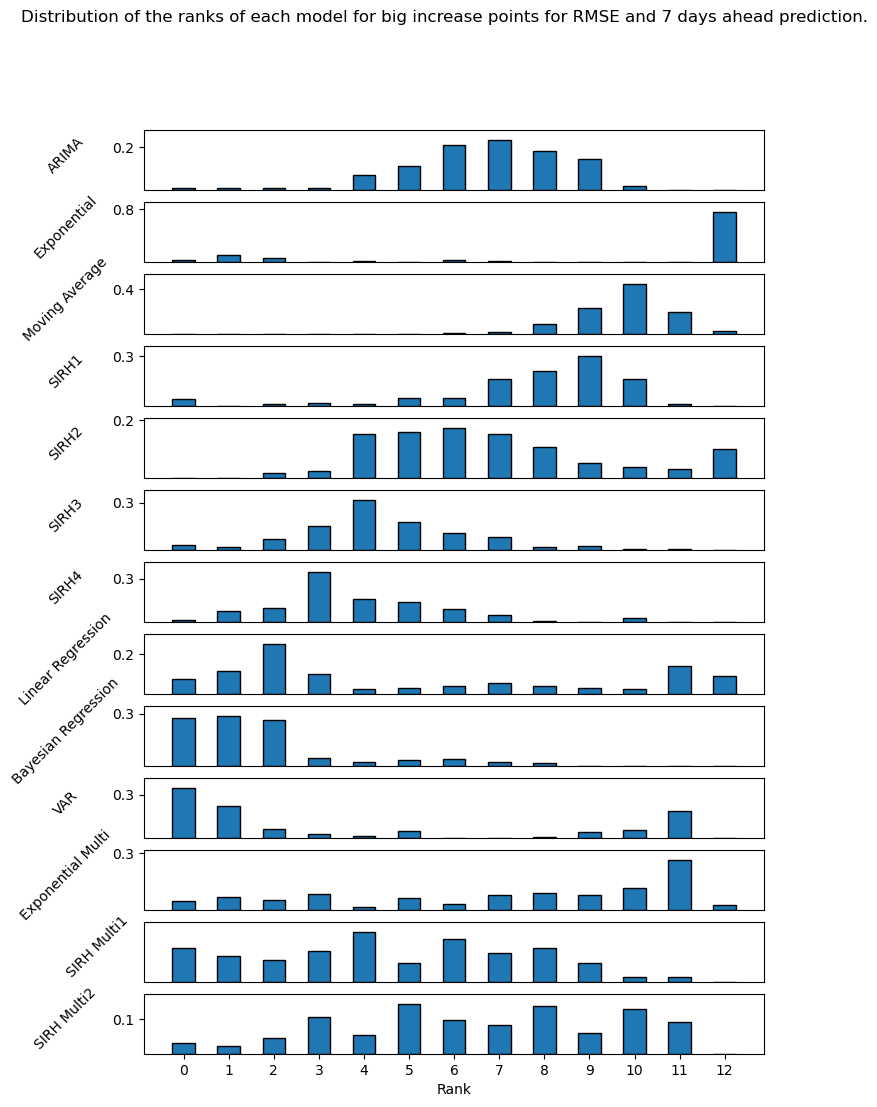 Distribution of the ranks of each model for big increase points for RMSE and 7 days ahead prediction.
ARIMA
0.2
Exponential
0.8
Moving Average
0.4
SIRH1
0.3
SIRH2
0.2
SIRH3
0.3
SIRH4
0.3
Linear Regression
0.2
Bayesian Regression
0.3
VAR
0.3
Exponential Multi
0.3
SIRH Multi1
SIRH Multi2
0.1
0 1 2 3 4 5 6 7 8 9 10 11 12
Rank